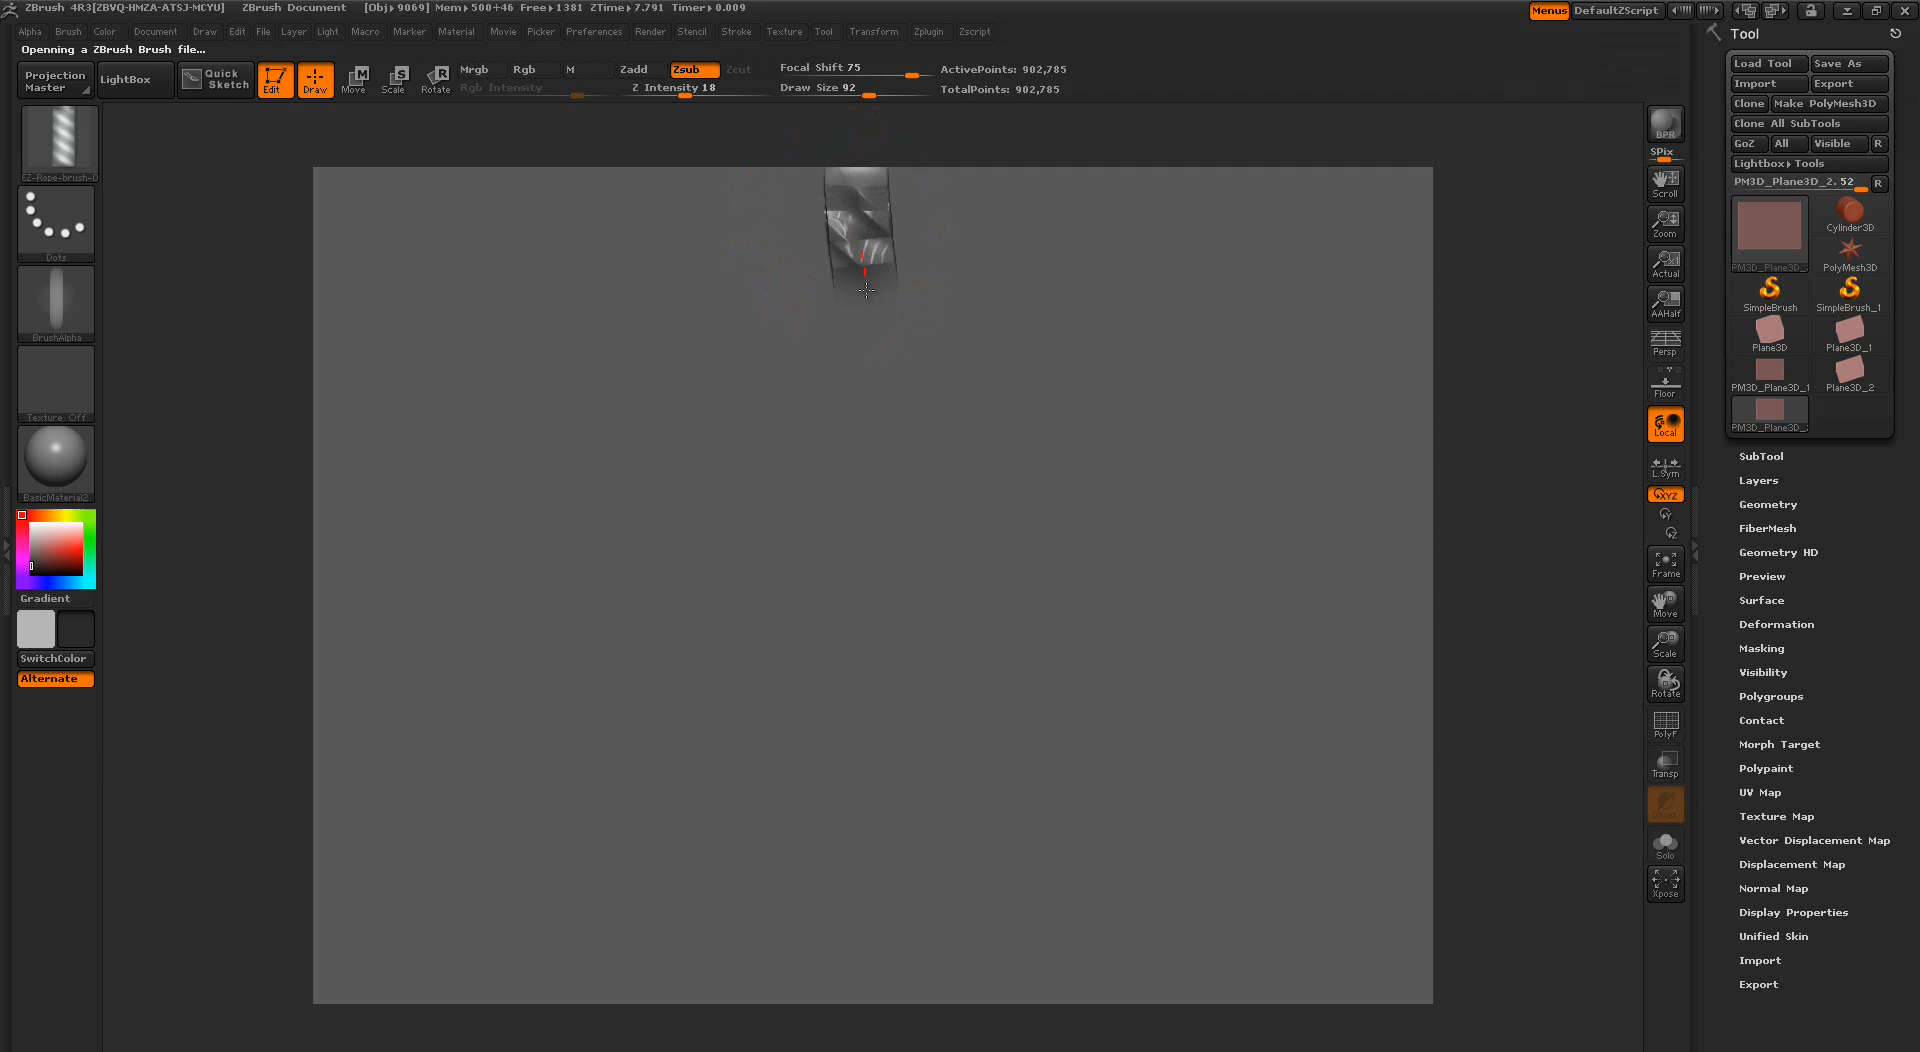 ZBrush 4R3[ZBVQ-HMZA-ATSJ-MCYU] ZBrush Document [Obj▸9069] Mem▸500+46 Free▸1381 ZTime▸7.791 Timer▸0.009 Menus DefaultZScript
Alpha Brush Color Document Draw Edit File Layer Light Macro Marker Material Movie Picker Preferences Render Stencil Stroke Texture Tool Transform Zplugin Zscript
Openning a ZBrush Brush file...
Projection Master
LightBox
Quick Sketch
Edit
Draw
Move
Scale
Rotate
Mrgb Rgb M
Rgb Intensity
Zadd Zsub Zcut
Z Intensity 18
Focal Shift 75
Draw Size 92
ActivePoints: 902,785
TotalPoints: 902,785
EZ-Rope-brush-0
Dots
BrushAlpha
Texture Off
BasicMaterial2
Gradient
SwitchColor
Alternate
BPR
SPix
Scroll
Zoom
Actual
AAHalf
Persp
Floor
Local
L.Sym
XYZ
Y
Z
Frame
Move
Scale
Rotate
PolyF
Transp
Solo
Xpose
Tool
Load Tool Save As
Import Export
Clone Make PolyMesh3D
Clone All SubTools
GoZ All Visible R
Lightbox▸Tools
PM3D_Plane3D_2. 52 R
PM3D_Plane3D_
Cylinder3D
PolyMesh3D
SimpleBrush SimpleBrush_1
Plane3D Plane3D_1
PM3D_Plane3D_1 Plane3D_2
PM3D_Plane3D_
SubTool
Layers
Geometry
FiberMesh
Geometry HD
Preview
Surface
Deformation
Masking
Visibility
Polygroups
Contact
Morph Target
Polypaint
UV Map
Texture Map
Vector Displacement Map
Displacement Map
Normal Map
Display Properties
Unified Skin
Import
Export